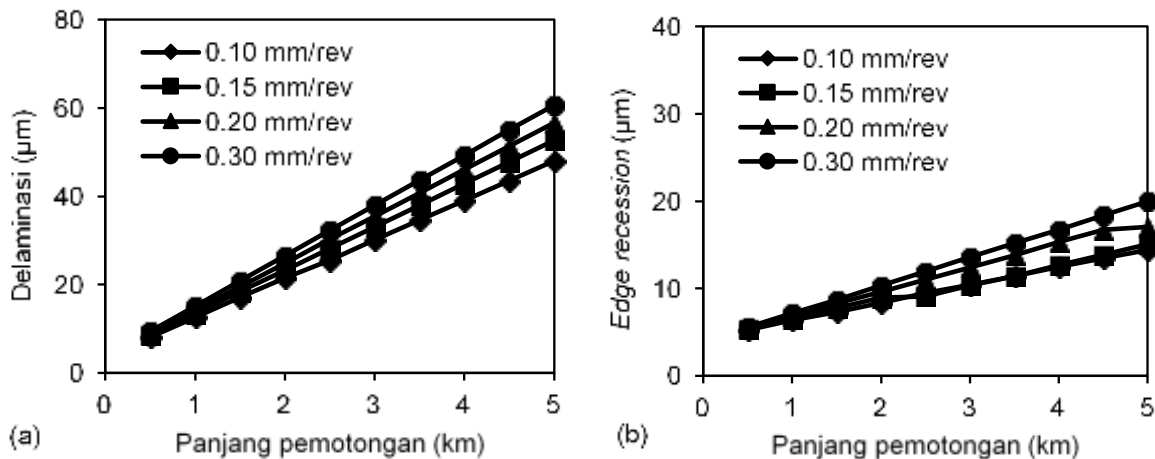 80
60
40
20
0
Delaminasi (µm)
0.10 mm/rev
0.15 mm/rev
0.20 mm/rev
0.30 mm/rev
0 1 2 3 4 5
Panjang pemotongan (km)
(a)
40
30
20
10
0
Edge recession (µm)
0.10 mm/rev
0.15 mm/rev
0.20 mm/rev
0.30 mm/rev
0 1 2 3 4 5
Panjang pemotongan (km)
(b)